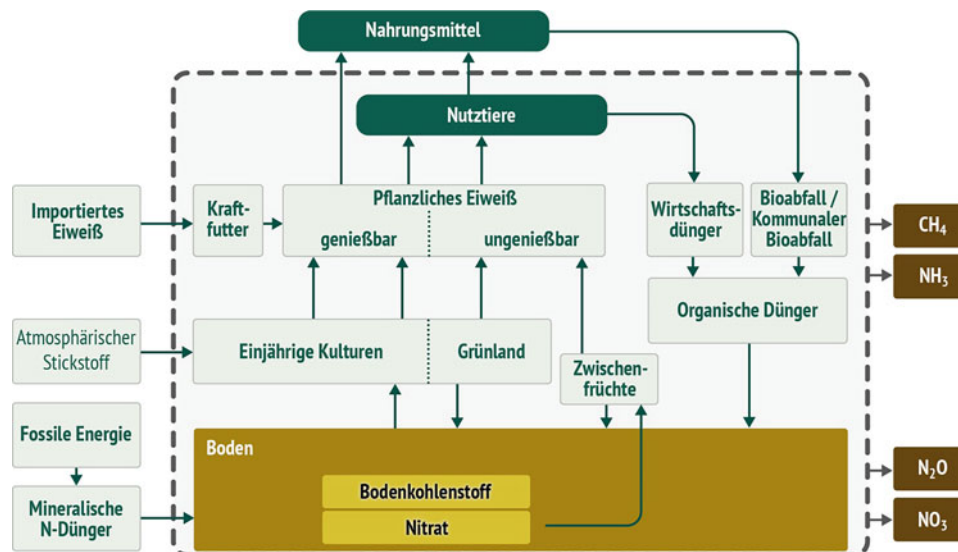 Nahrungsmittel
Nutztiere
Importiertes
Eiweiß
Kraft-
futter
Pflanzliches Eiweiß
genießbar
ungenießbar
Wirtschafts-
dünger
Bioabfall /
Kommunaler
Bioabfall
CH₄
NH₃
Organische Dünger
Atmosphärischer
Stickstoff
Einjährige Kulturen
Grünland
Zwischen-
früchte
Fossile Energie
Boden
Bodenkohlenstoff
Nitrat
Mineralische
N-Dünger
N₂O
NO₃